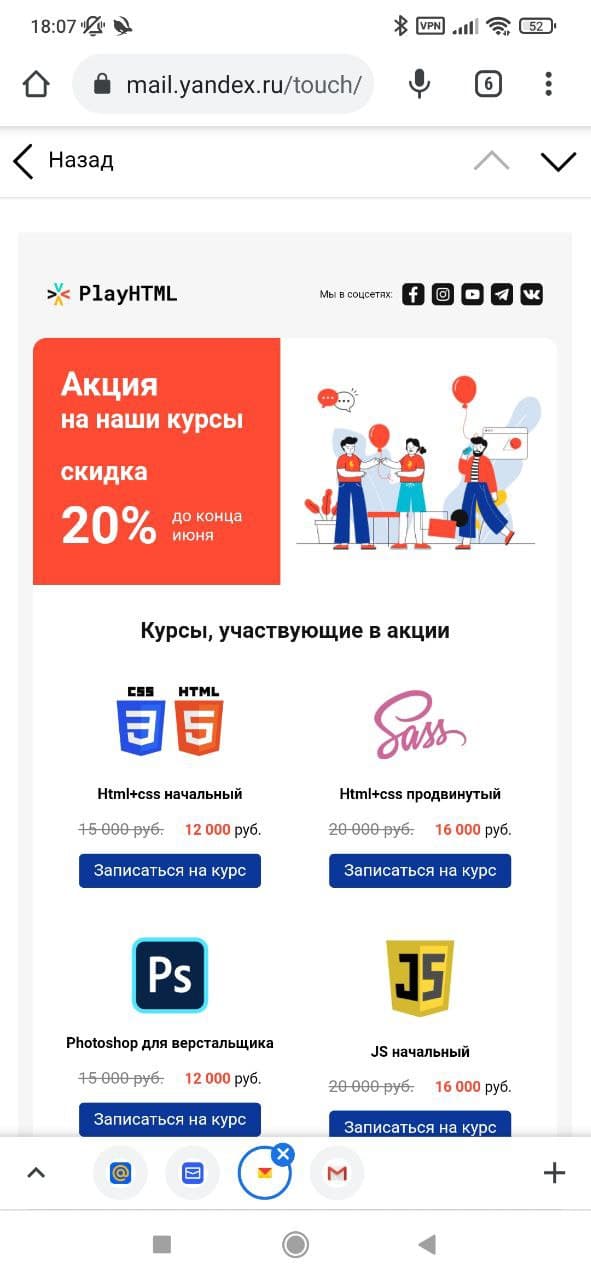 18:07
VPN
52
mail.yandex.ru/touch/
6
Назад
PlayHTML
Мы в соцсетях:
Акция
на наши курсы
скидка
20% до конца
июня
Курсы, участвующие в акции
CSS HTML
3 5
Sass
Html+css начальный
Html+css продвинутый
15 000 руб. 12 000 руб.
20 000 руб. 16 000 руб.
Записаться на курс
Записаться на курс
Ps
JS
Photoshop для верстальщика
JS начальный
15 000 руб. 12 000 руб.
20 000 руб. 16 000 руб.
Записаться на курс
Записаться на курс